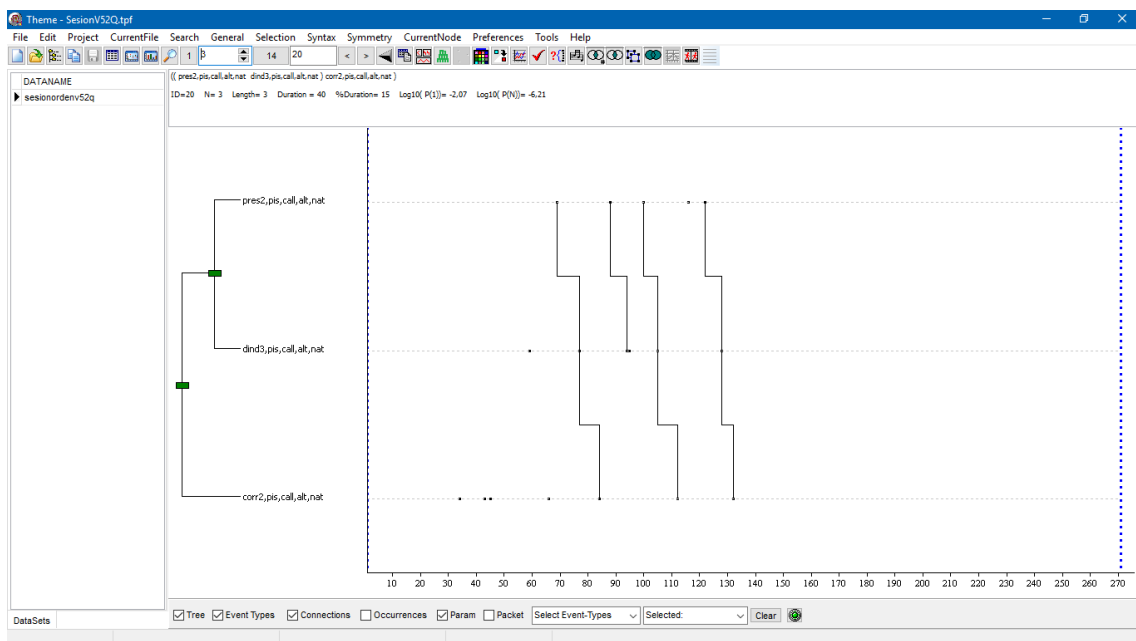 Theme - SesionV52Q.tpf
File Edit Project CurrentFile Search General Selection Syntax Symmetry CurrentNode Preferences Tools Help
1 3 14 20 < >
DATANAME
sesionordenv52q
(( pres2,pis,call,alt,nat dind3,pis,call,alt,nat ) corr2,pis,call,alt,nat )
ID=20 N= 3 Length= 3 Duration = 40 %Duration= 15 Log10( P(1))= -2,07 Log10( P(N))= -6,21
pres2,pis,call,alt,nat
dind3,pis,call,alt,nat
corr2,pis,call,alt,nat
10 20 30 40 50 60 70 80 90 100 110 120 130 140 150 160 170 180 190 200 210 220 230 240 250 260 270
DataSets
Tree Event Types Connections Occurrences Param Packet Select Event-Types Selected: Clear